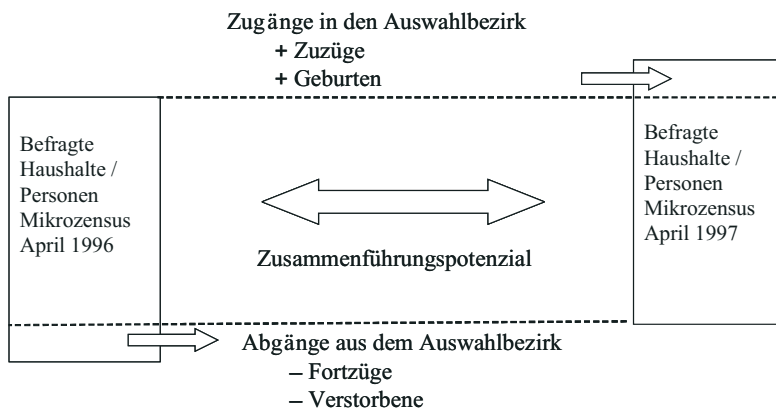 Zugänge in den Auswahlbezirk
+ Zuzüge
+ Geburten
Befragte
Haushalte /
Personen
Mikrozensus
April 1996
Zusammenführungspotenzial
Befragte
Haushalte /
Personen
Mikrozensus
April 1997
Abgänge aus dem Auswahlbezirk
– Fortzüge
– Verstorbene